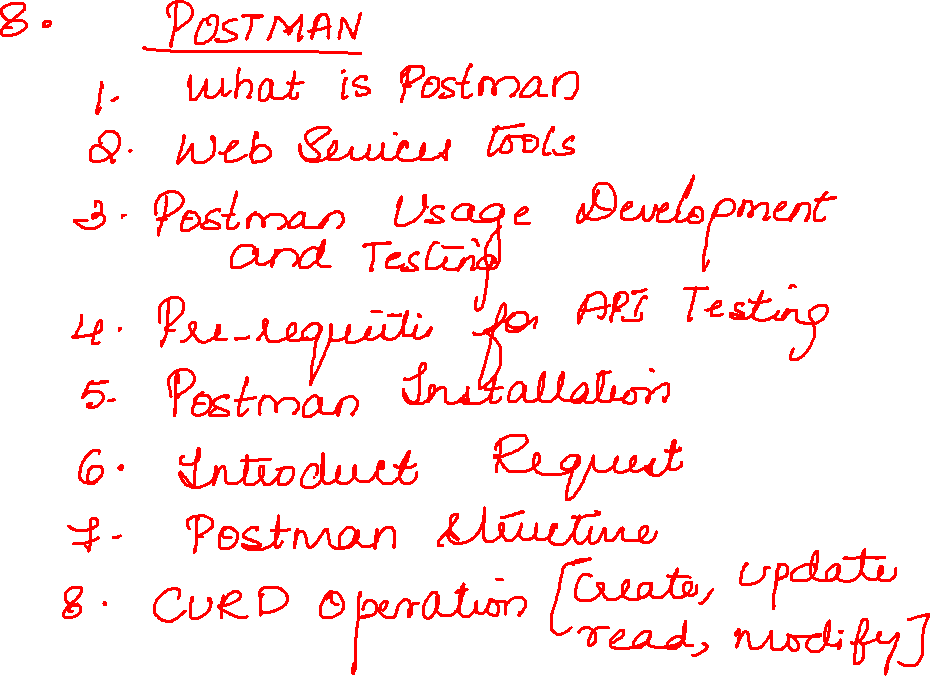 8. POSTMAN
1. What is Postman
2. Web Services tools
3. Postman Usage Development
and Testing
4. Pre-requisiti for API Testing
5. Postman Installation
6. Introduct Request
7. Postman Structure
8. CURD Operation [Create, update
read, modify]